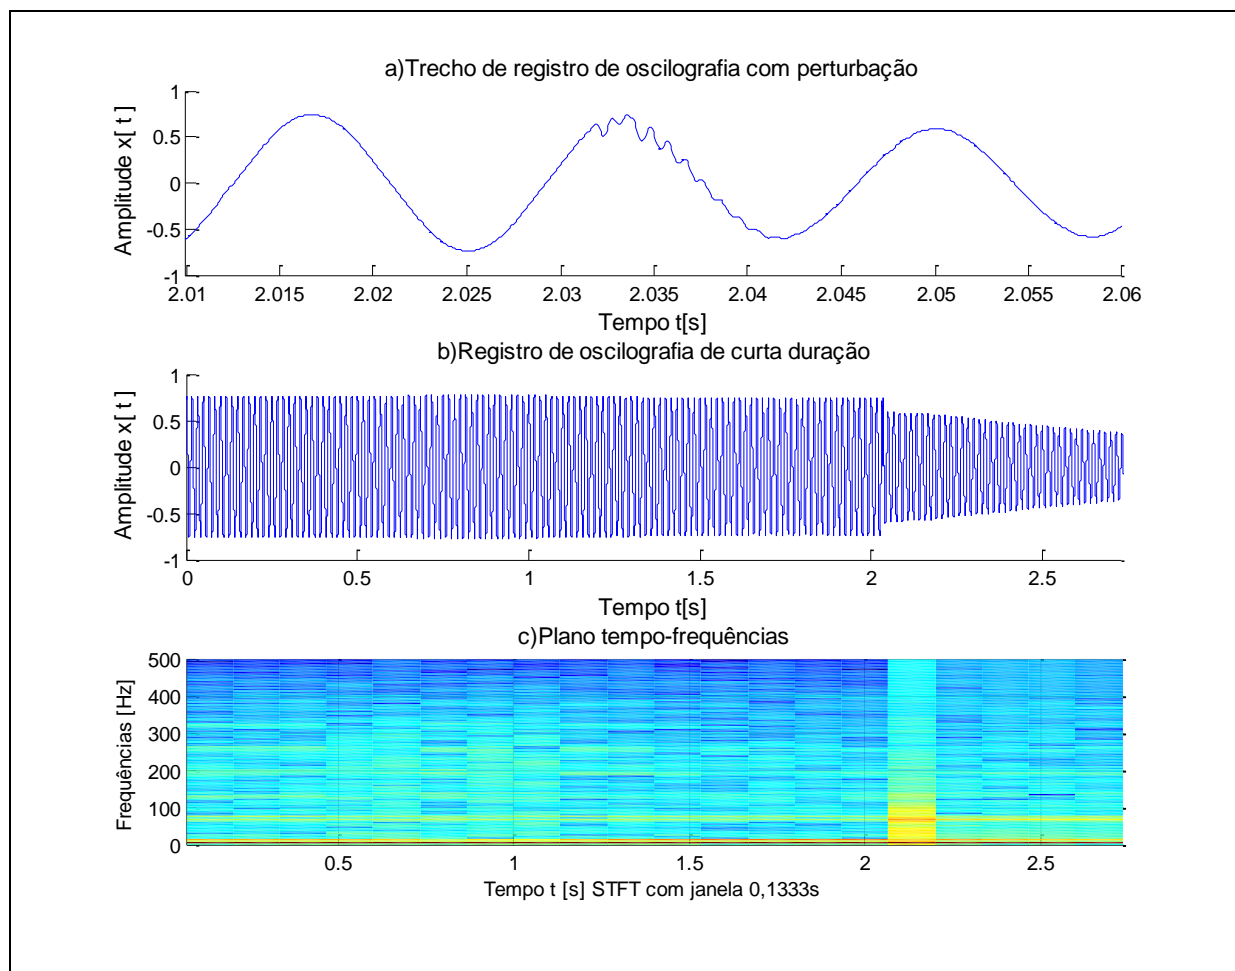 a)Trecho de registro de oscilografia com perturbação
1
0.5
0
-0.5
-1
Amplitude x[ t ]
2.01 2.015 2.02 2.025 2.03 2.035 2.04 2.045 2.05 2.055 2.06
Tempo t[s]
b)Registro de oscilografia de curta duração
1
0.5
0
-0.5
-1
Amplitude x[ t ]
0 0.5 1 1.5 2 2.5
Tempo t[s]
c)Plano tempo-frequências
500
400
300
200
100
0
Frequências [Hz]
0.5 1 1.5 2 2.5
Tempo t [s] STFT com janela 0,1333s